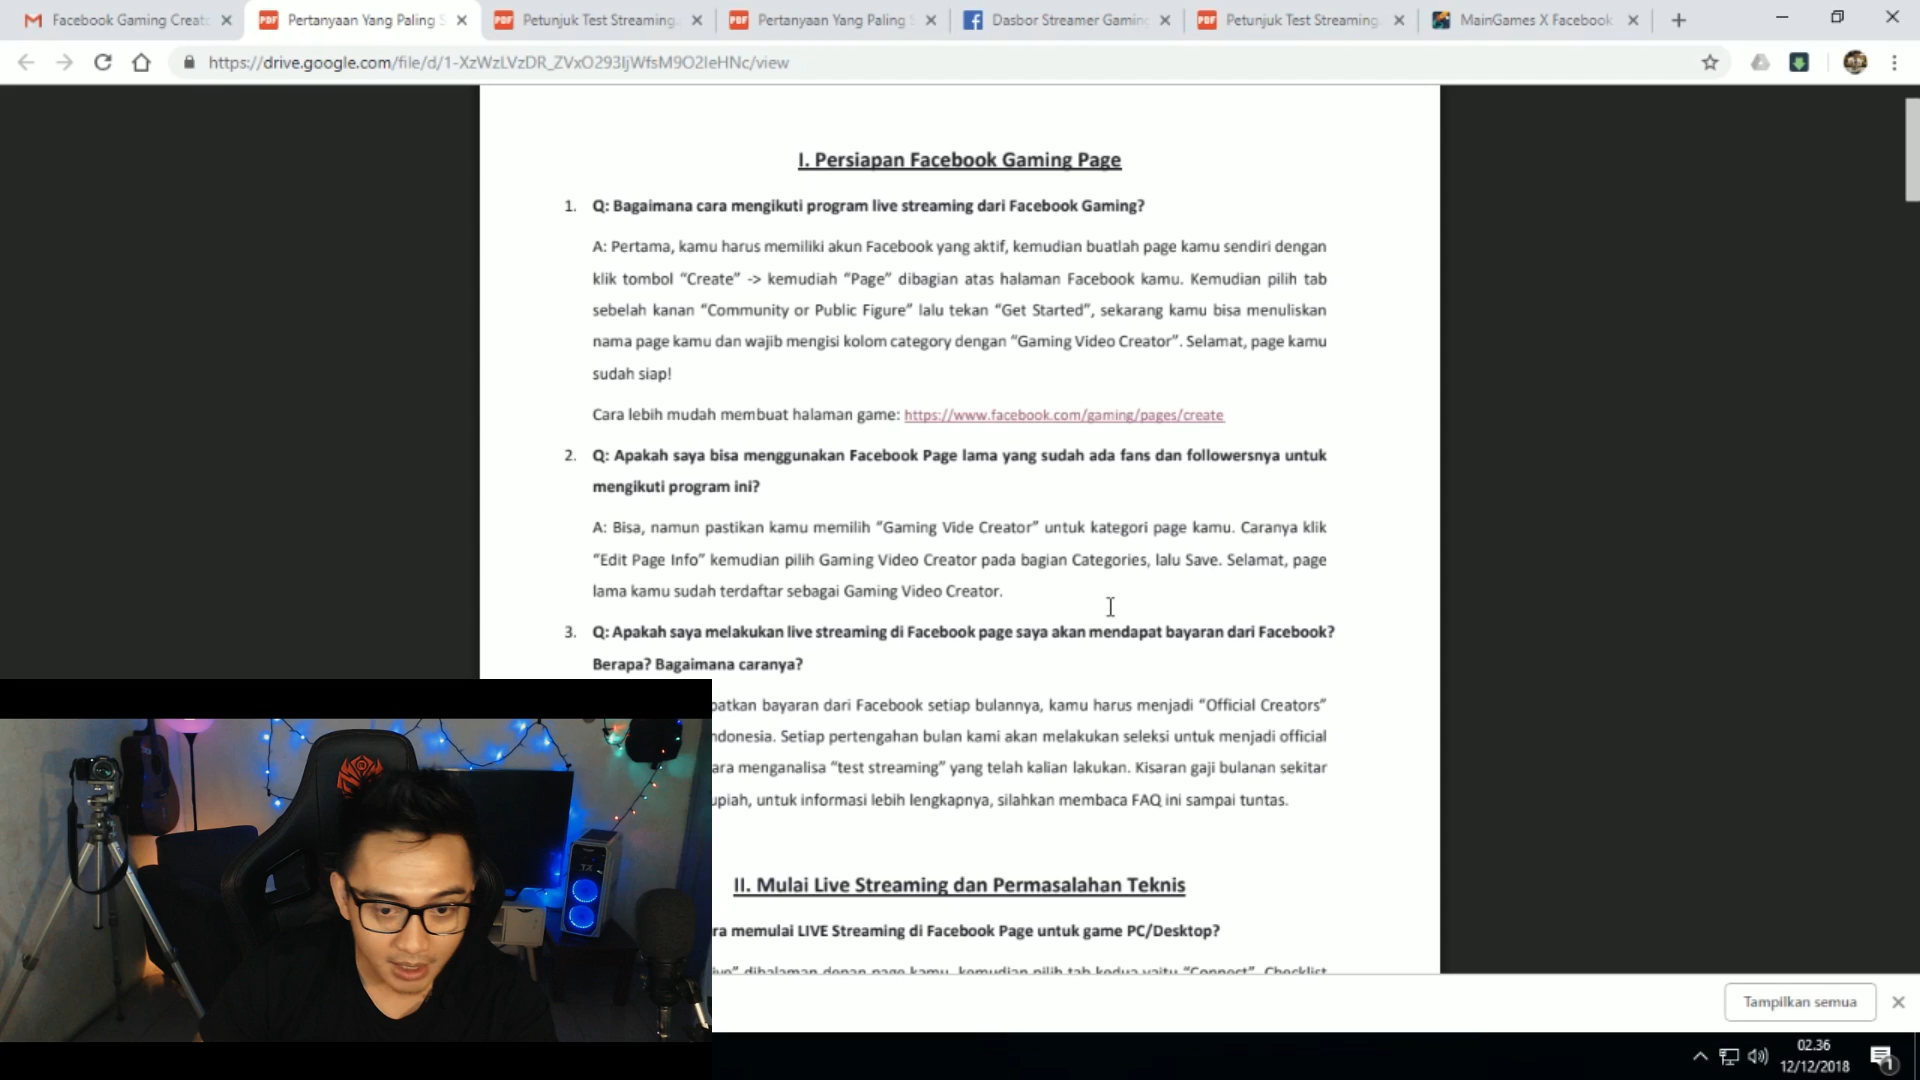 Facebook Gaming Creat
Pertanyaan Yang Paling S
Petunjuk Test Streaming
Pertanyaan Yang Paling S
Dasbor Streamer Gaming
Petunjuk Test Streaming
MainGames X Facebook
https://drive.google.com/file/d/1-XzWzLVzDR_ZVxO293IjWfsM9O2IeHNc/view
I. Persiapan Facebook Gaming Page
1. Q: Bagaimana cara mengikuti program live streaming dari Facebook Gaming?
A: Pertama, kamu harus memiliki akun Facebook yang aktif, kemudian buatlah page kamu sendiri dengan
klik tombol “Create” -> kemudiah “Page” dibagian atas halaman Facebook kamu. Kemudian pilih tab
sebelah kanan “Community or Public Figure” lalu tekan “Get Started”, sekarang kamu bisa menuliskan
nama page kamu dan wajib mengisi kolom category dengan “Gaming Video Creator”. Selamat, page kamu
sudah siap!
Cara lebih mudah membuat halaman game: https://www.facebook.com/gaming/pages/create
2. Q: Apakah saya bisa menggunakan Facebook Page lama yang sudah ada fans dan followersnya untuk
mengikuti program ini?
A: Bisa, namun pastikan kamu memilih “Gaming Vide Creator” untuk kategori page kamu. Caranya klik
“Edit Page Info” kemudian pilih Gaming Video Creator pada bagian Categories, lalu Save. Selamat, page
lama kamu sudah terdaftar sebagai Gaming Video Creator.
3. Q: Apakah saya melakukan live streaming di Facebook page saya akan mendapat bayaran dari Facebook?
Berapa? Bagaimana caranya?
patkan bayaran dari Facebook setiap bulannya, kamu harus menjadi “Official Creators”
ndonesia. Setiap pertengahan bulan kami akan melakukan seleksi untuk menjadi official
ara menganalisa “test streaming” yang telah kalian lakukan. Kisaran gaji bulanan sekitar
upiah, untuk informasi lebih lengkapnya, silahkan membaca FAQ ini sampai tuntas.
II. Mulai Live Streaming dan Permasalahan Teknis
ra memulai LIVE Streaming di Facebook Page untuk game PC/Desktop?
dihalaman depan page kamu, kemudian pilih tab kedua yaitu “Connect”. Checklist
Tampilkan semua
02.36
12/12/2018